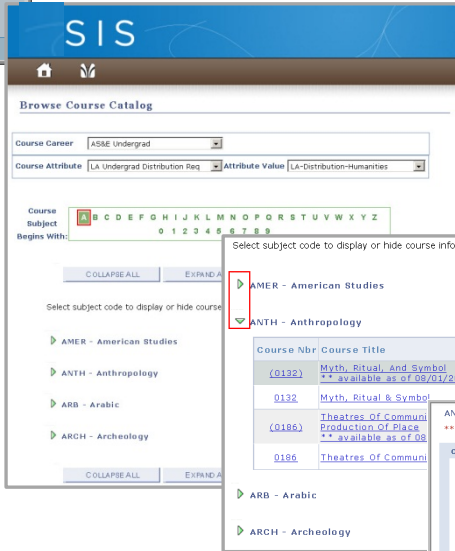 SIS
Browse Course Catalog
Course Career AS&E Undergrad
Course Attribute LA Undergrad Distribution Req Attribute Value LA-Distribution-Humanities
Course Subject Begins With:
A B C D E F G H I J K L M N O P Q R S T U V W X Y Z
0 1 2 3 4 5 6 7 8 9
COLLAPSE ALL EXPAND A
Select subject code to display or hide course
AMER - American Studies
ANTH - Anthropology
ARB - Arabic
ARCH - Archeology
COLLAPSE ALL EXPAND A
Select subject code to display or hide course info
AMER - American Studies
ANTH - Anthropology
Course Nbr Course Title
(0132) Myth, Ritual, And Symbol
** available as of 08/01/2
0132 Myth, Ritual & Symbol
(0186) Theatres Of Communi
Production Of Place
** available as of 08
0186 Theatres Of Communi
ARB - Arabic
ARCH - Archeology
AN
**